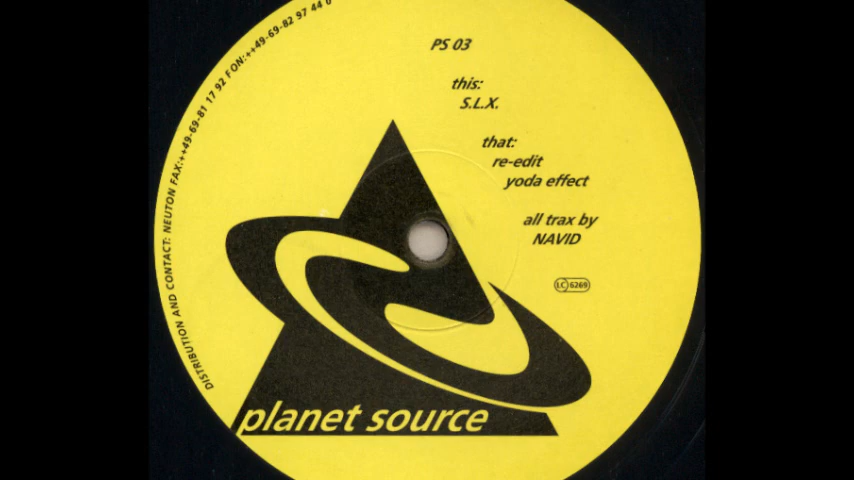 PS 03
this:
S.L.X.
that:
re-edit
yoda effect
all trax by
NAVID
LC 6269
planet source
DISTRIBUTION AND CONTACT: NEUTON FAX:++49-69-81 17 92 FON:++49-69-82 97 44 0